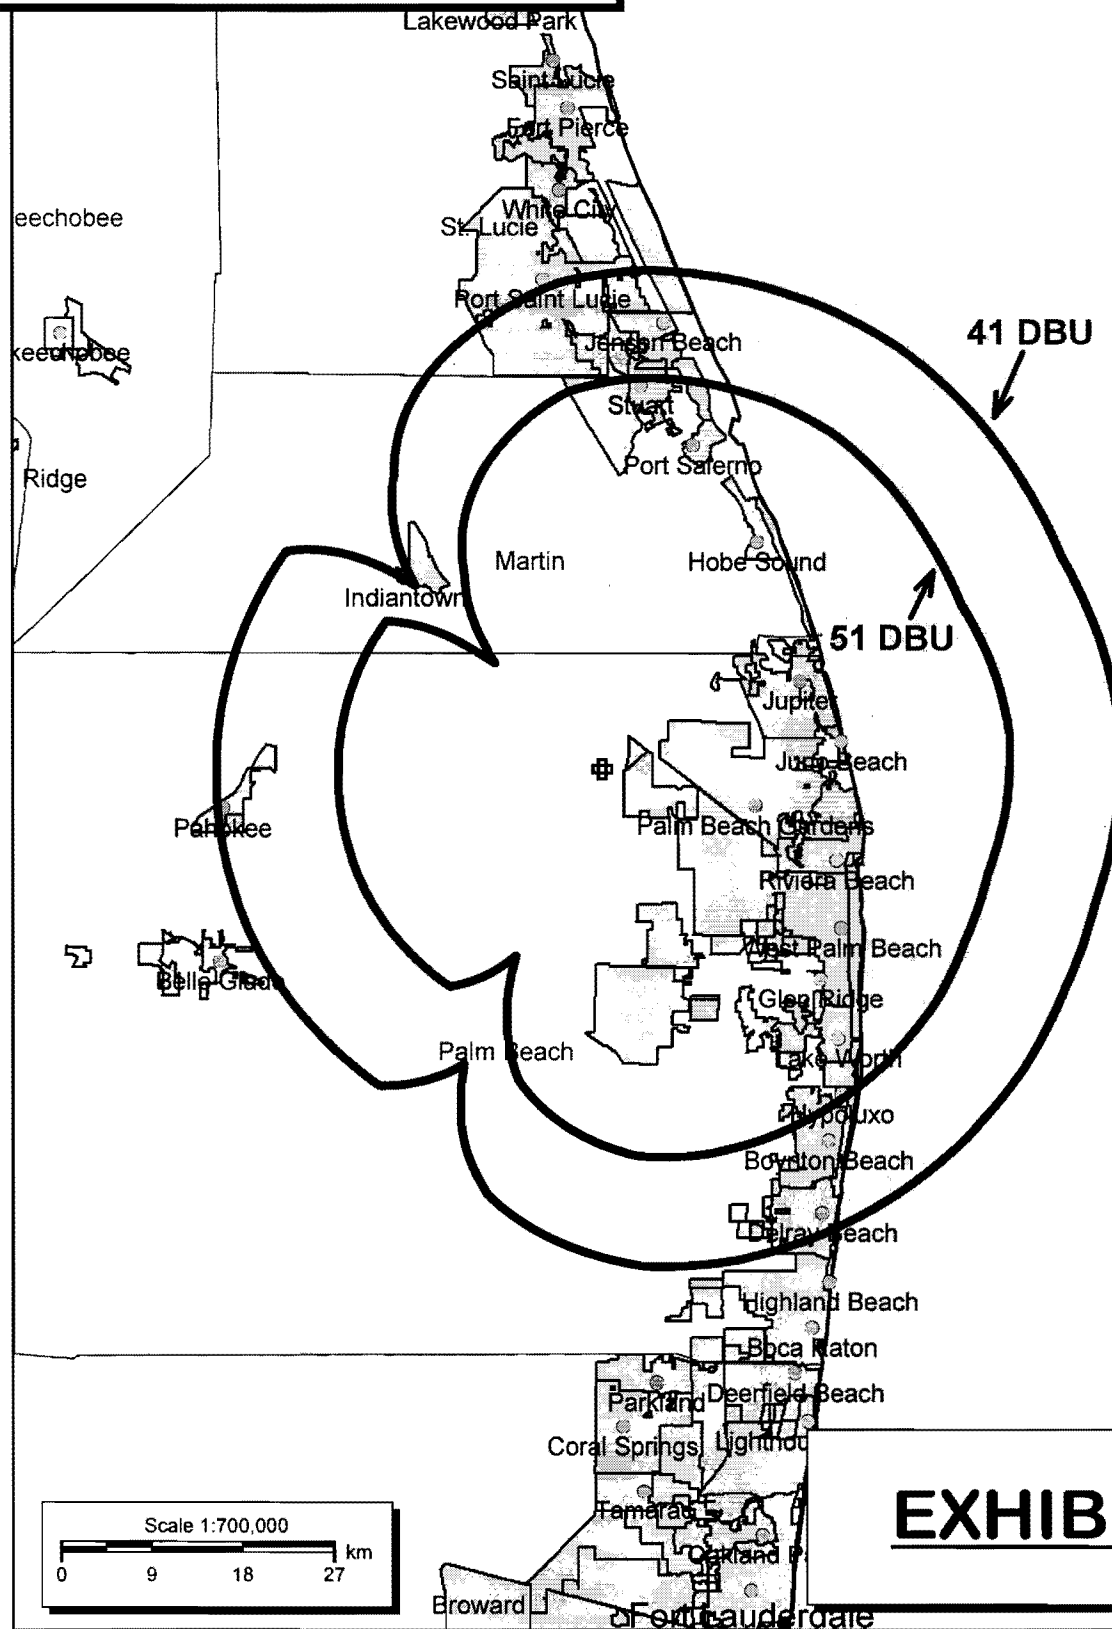 Lakewood Park
Saint Lucie
Fort Pierce
White City
St. Lucie
eechobee
Port Saint Lucie
41 DBU
Jensen Beach
keechobee
Stuart
Port Salerno
Ridge
Martin
Hobe Sound
Indiantown
51 DBU
Jupiter
Juno Beach
Pahokee
Palm Beach Gardens
Riviera Beach
West Palm Beach
Belle Glade
Glen Ridge
Palm Beach
Lake Worth
Hypoluxo
Boynton Beach
Delray Beach
Highland Beach
Boca Raton
Deerfield Beach
Parkland
Coral Springs
Lighthou
EXHIB
Scale 1:700,000
km
0 9 18 27
Tamarac
Oakland P
Broward
Fort Lauderdale